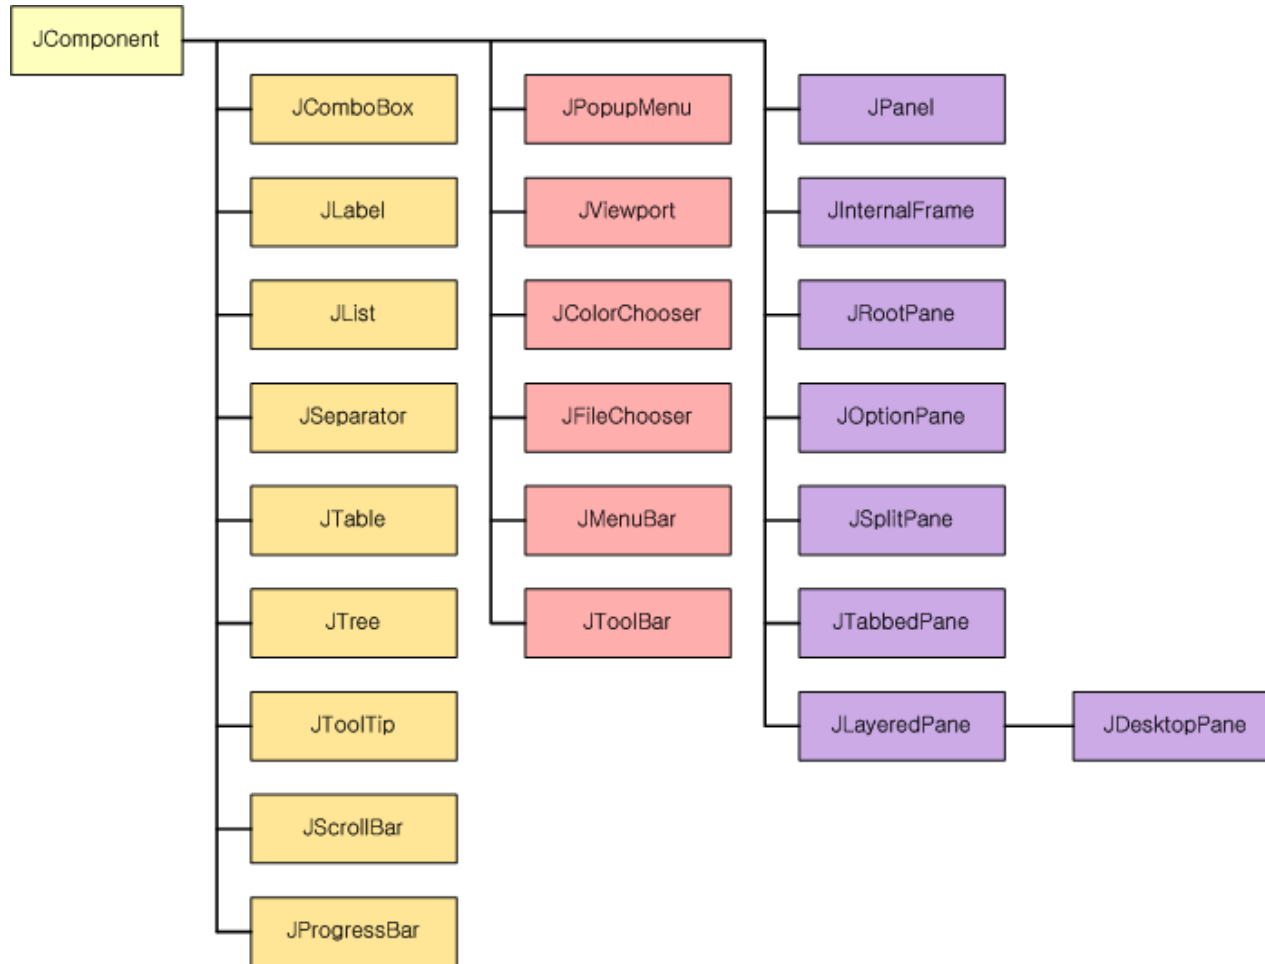 JComponent
JComboBox
JLabel
JList
JSeparator
JTable
JTree
JToolTip
JScrollBar
JProgressBar
JPopupMenu
JViewport
JColorChooser
JFileChooser
JMenuBar
JToolBar
JPanel
JInternalFrame
JRootPane
JOptionPane
JSplitPane
JTabbedPane
JLayeredPane
JDesktopPane